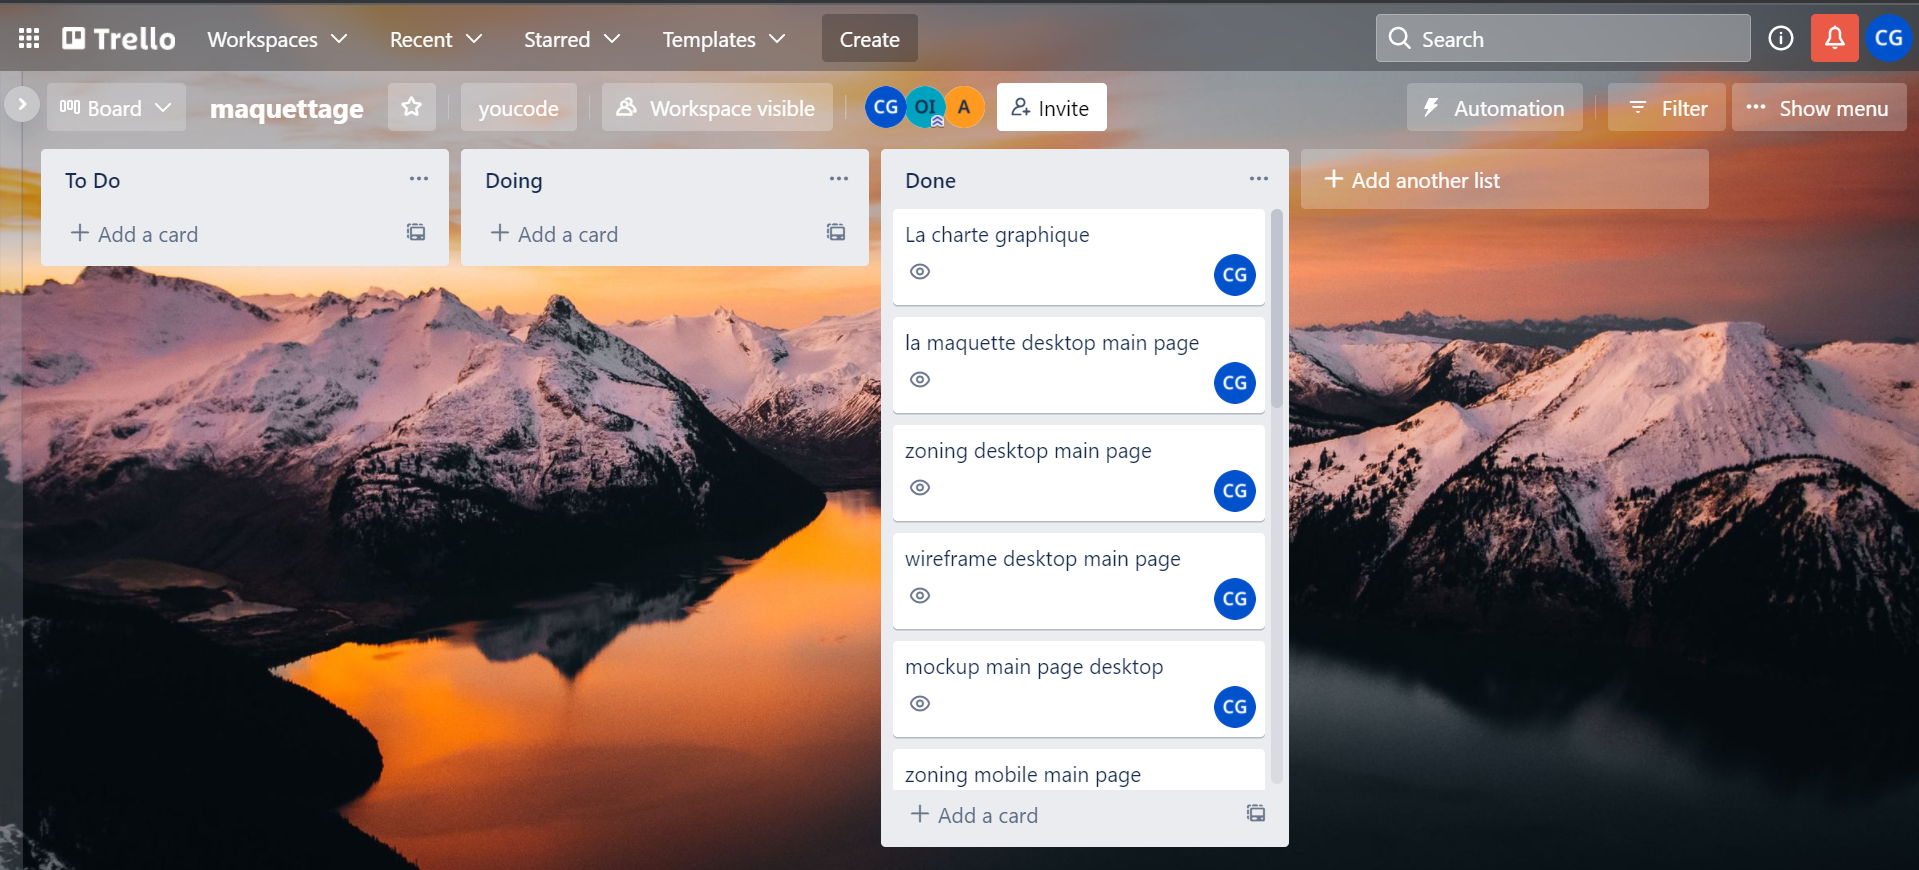 Trello Workspaces Recent Starred Templates Create Search CG
Board maquettage youcode Workspace visible CG OI A Invite Automation Filter Show menu
To Do
Add a card
Doing
Add a card
Done
La charte graphique
CG
la maquette desktop main page
CG
zoning desktop main page
CG
wireframe desktop main page
CG
mockup main page desktop
CG
zoning mobile main page
Add a card
Add another list